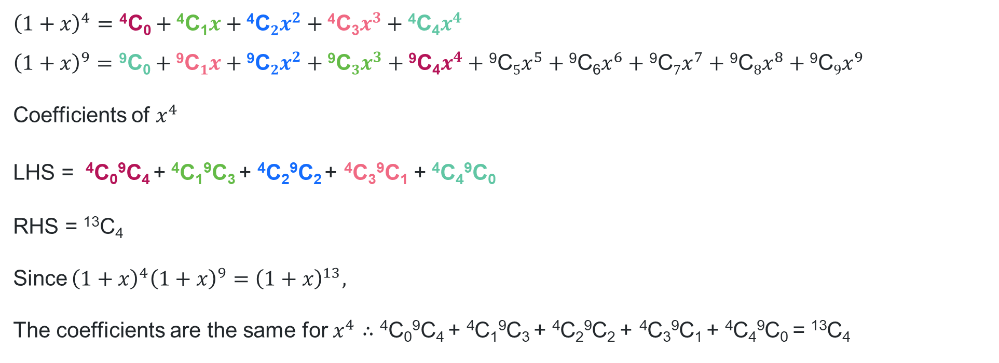 (1 + x)⁴ = ⁴C₀ + ⁴C₁x + ⁴C₂x² + ⁴C₃x³ + ⁴C₄x⁴
(1 + x)⁹ = ⁹C₀ + ⁹C₁x + ⁹C₂x² + ⁹C₃x³ + ⁹C₄x⁴ + ⁹C₅x⁵ + ⁹C₆x⁶ + ⁹C₇x⁷ + ⁹C₈x⁸ + ⁹C₉x⁹
Coefficients of x⁴
LHS = ⁴C₀⁹C₄ + ⁴C₁⁹C₃ + ⁴C₂⁹C₂ + ⁴C₃⁹C₁ + ⁴C₄⁹C₀
RHS = ¹³C₄
Since (1 + x)⁴(1 + x)⁹ = (1 + x)¹³,
The coefficients are the same for x⁴ ∴ ⁴C₀⁹C₄ + ⁴C₁⁹C₃ + ⁴C₂⁹C₂ + ⁴C₃⁹C₁ + ⁴C₄⁹C₀ = ¹³C₄